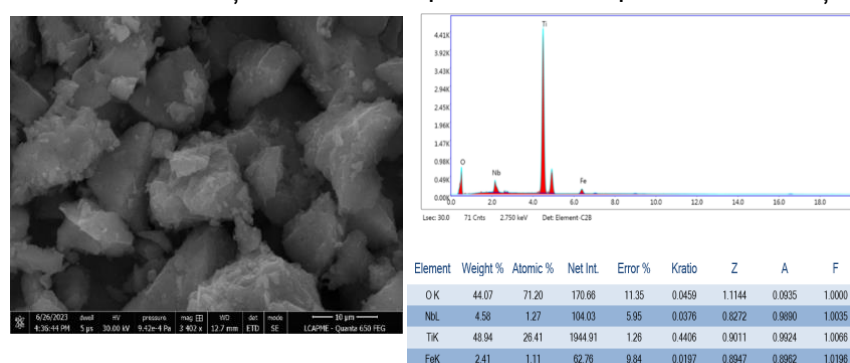 6/26/2023 dwell HV pressure mag WD det mode
4:36:44 PM 5 µs 30.00 kV 9.42e-4 Pa 3 402 x 12.7 mm ETD SE
10 µm
LCAPME - Quanta 650 FEG
4.41K
3.92K
3.43K
2.94K
2.45K
1.96K
1.47K
0.98K
0.49K
0.00K
Ti
O
Nb
Fe
0.0 2.0 4.0 6.0 8.0 10.0 12.0 14.0 16.0 18.0
Lsec: 30.0 71 Cnts 2.750 keV Det: Element-C2B
Element Weight % Atomic % Net Int. Error % Kratio Z A F
O K 44.07 71.20 170.66 11.35 0.0459 1.1144 0.0935 1.0000
NbL 4.58 1.27 104.03 5.95 0.0376 0.8272 0.9890 1.0035
TiK 48.94 26.41 1944.91 1.26 0.4406 0.9011 0.9924 1.0066
FeK 2.41 1.11 62.76 9.84 0.0197 0.8947 0.8962 1.0196